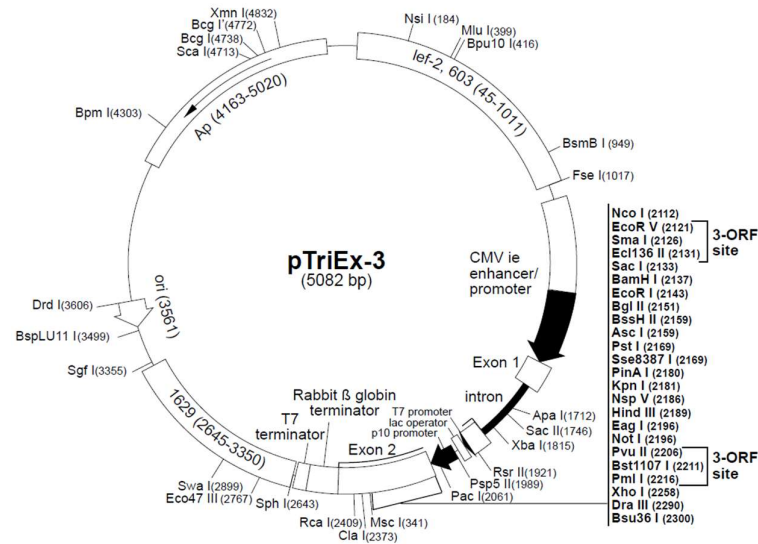 Xmn I(4832)
Bcg I'(4772)
Bcg I(4738)
Sca I(4713)
Bpm I(4303)
Ap (4163-5020)
Nsi I(184)
Mlu I(399)
Bpu10 I(416)
lef-2, 603 (45-1011)
BsmB I(949)
Fse I(1017)
pTriEx-3
(5082 bp)
CMV ie
enhancer/
promoter
Nco I (2112)
EcoR V (2121)
Sma I (2126)
Ecl136 II (2131)
Sac I (2133)
BamH I (2137)
EcoR I (2143)
Bgl II (2151)
BssH II (2159)
Asc I (2159)
Pst I (2169)
Sse8387 I (2169)
PinA I (2180)
Kpn I (2181)
Nsp V (2186)
Hind III (2189)
Eag I (2196)
Not I (2196)
Pvu II (2206)
Bst1107 I (2211)
Pml I (2216)
Xho I (2258)
Dra III (2290)
Bsu36 I (2300)
3-ORF
site
3-ORF
site
Drd I(3606)
ori (3561)
BspLU11 I(3499)
Sgf I(3355)
1629 (2645-3350)
Exon 1
intron
Apa I(1712)
Sac II(1746)
Xba I(1815)
Rabbit ß globin
terminator
T7
terminator
T7 promoter
lac operator
p10 promoter
Exon 2
Rsr II(1921)
Psp5 II(1989)
Pac I(2061)
Swa I(2899)
Eco47 III(2767)
Sph I(2643)
Rca I(2409)
Cla I(2373)
Msc I(341)